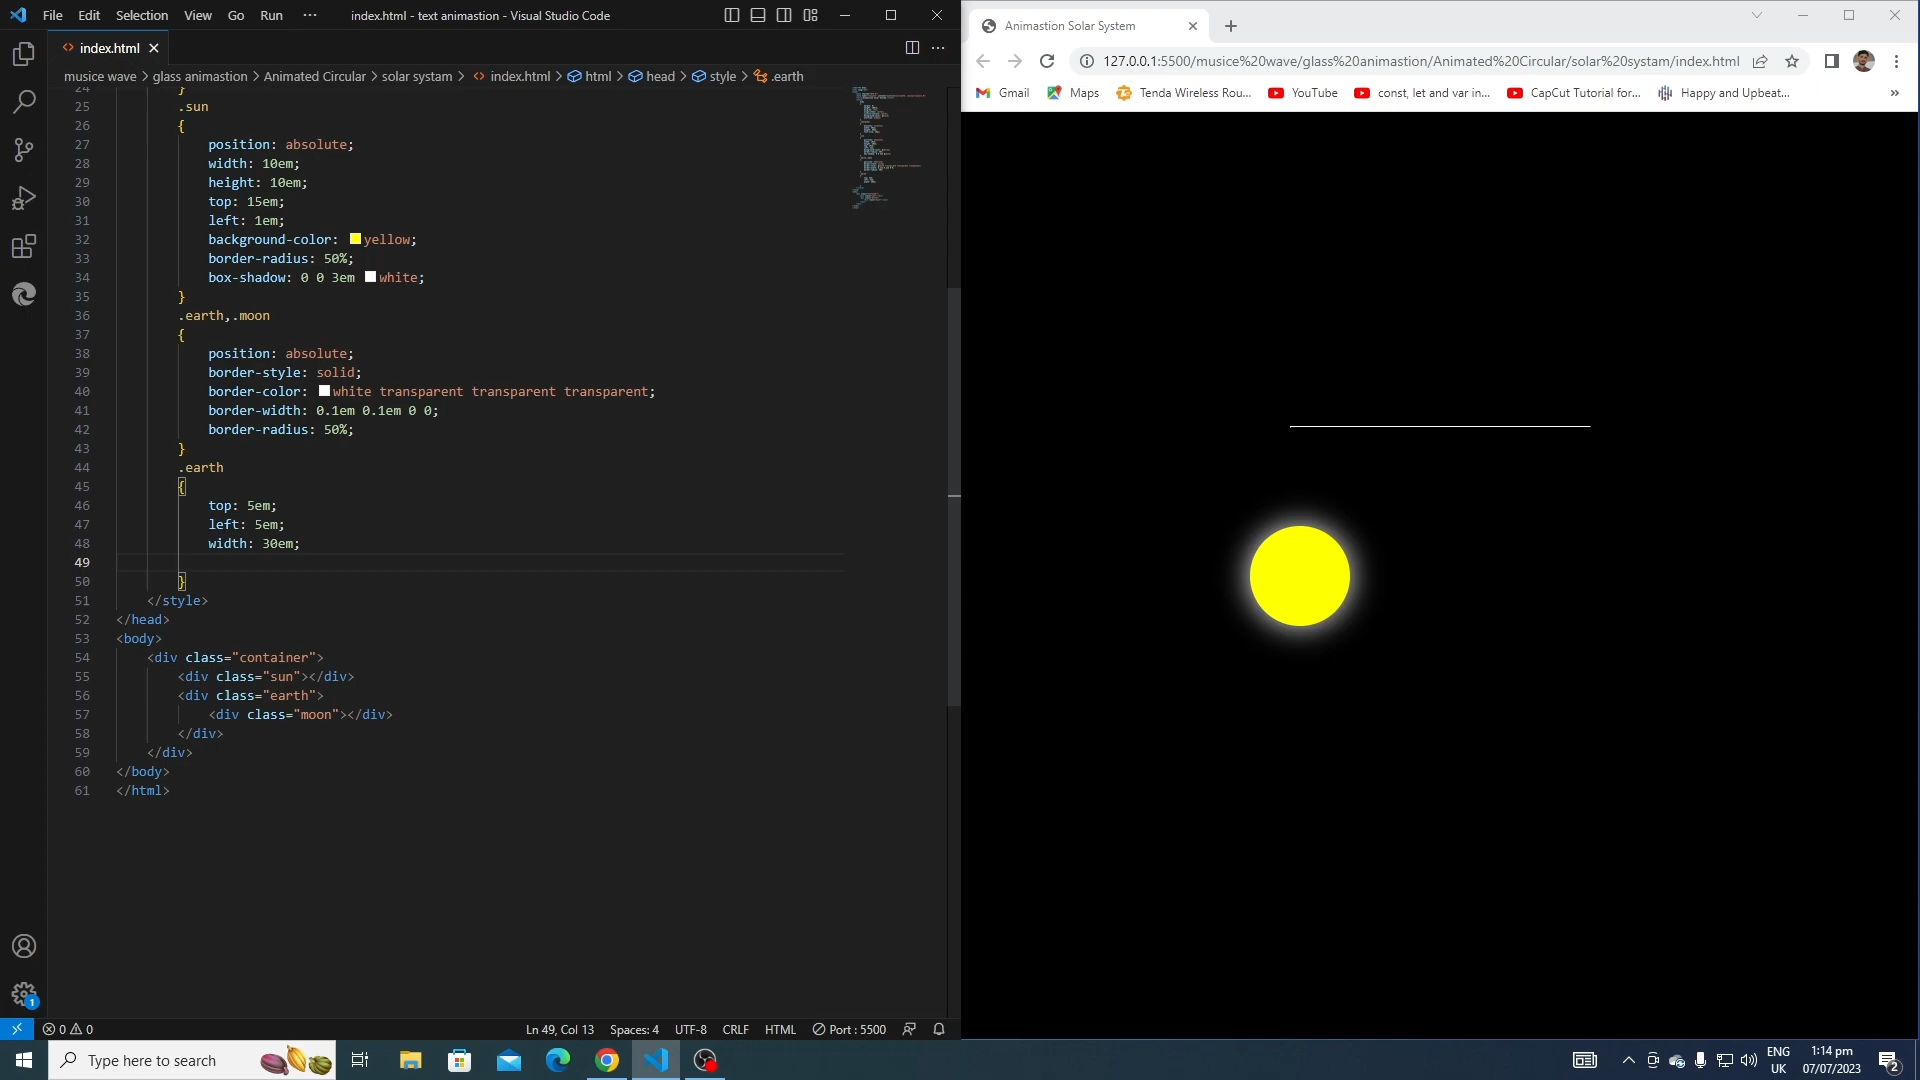 File Edit Selection View Go Run ··· index.html - text animastion - Visual Studio Code
index.html
musice wave > glass animastion > Animated Circular > solar systam > index.html > html > head > style > .earth
24 }
25 .sun
26 {
27 position: absolute;
28 width: 10em;
29 height: 10em;
30 top: 15em;
31 left: 1em;
32 background-color: yellow;
33 border-radius: 50%;
34 box-shadow: 0 0 3em white;
35 }
36 .earth,.moon
37 {
38 position: absolute;
39 border-style: solid;
40 border-color: white transparent transparent transparent;
41 border-width: 0.1em 0.1em 0 0;
42 border-radius: 50%;
43 }
44 .earth
45 {
46 top: 5em;
47 left: 5em;
48 width: 30em;
49
50 }
51 </style>
52 </head>
53 <body>
54 <div class="container">
55 <div class="sun"></div>
56 <div class="earth">
57 <div class="moon"></div>
58 </div>
59 </div>
60 </body>
61 </html>
1
0 0
Ln 49, Col 13 Spaces: 4 UTF-8 CRLF HTML Port : 5500
Animastion Solar System
127.0.0.1:5500/musice%20wave/glass%20animastion/Animated%20Circular/solar%20systam/index.html
Gmail Maps Tenda Wireless Rou... YouTube const, let and var in... CapCut Tutorial for... Happy and Upbeat... »
Type here to search
ENG
UK
1:14 pm
07/07/2023
2